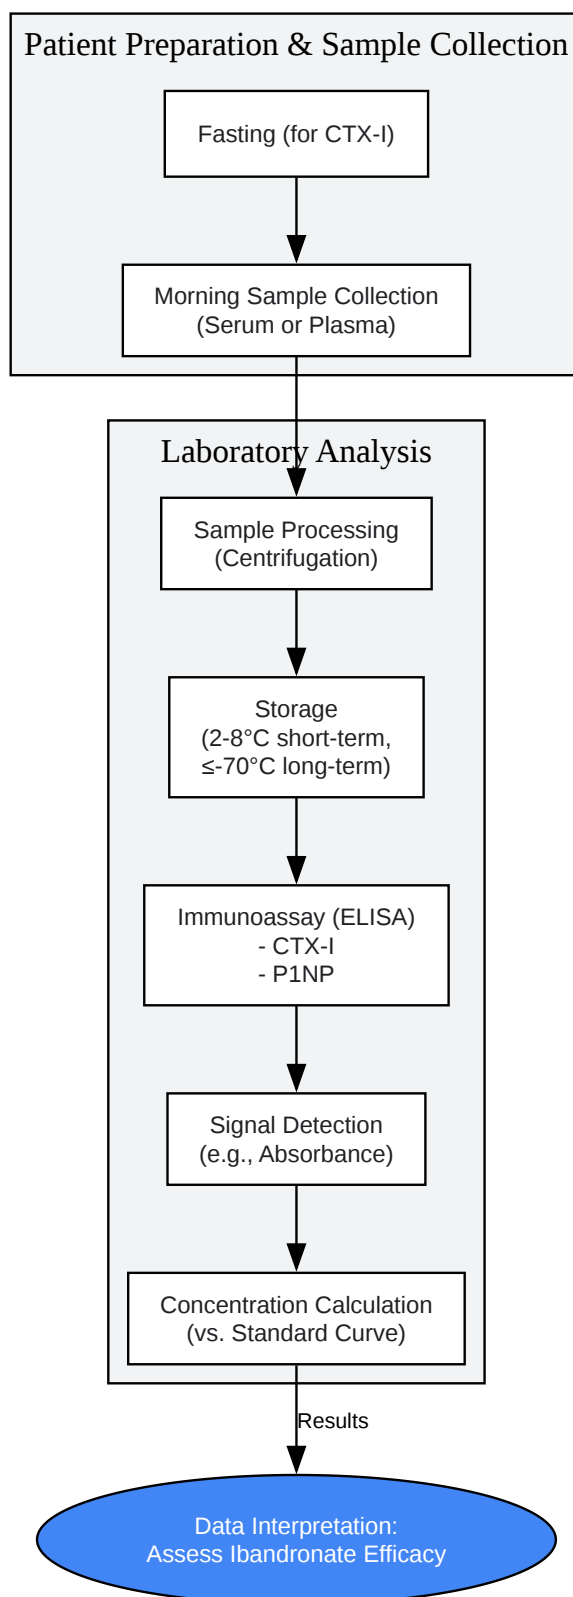 Patient Preparation & Sample Collection
Fasting (for CTX-I)
Morning Sample Collection
(Serum or Plasma)
Laboratory Analysis
Sample Processing
(Centrifugation)
Storage
(2-8°C short-term,
≤-70°C long-term)
Immunoassay (ELISA)
- CTX-I
- P1NP
Signal Detection
(e.g., Absorbance)
Concentration Calculation
(vs. Standard Curve)
Results
Data Interpretation:
Assess Ibandronate Efficacy